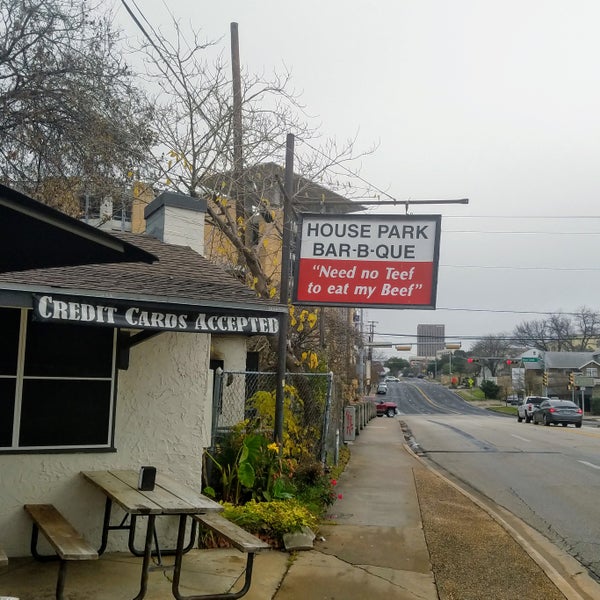 HOUSE PARK
BAR-B-QUE
"Need no Teef
to eat my Beef"
CREDIT CARDS ACCEPTED